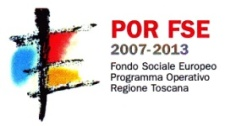 POR FSE
2007-2013
Fondo Sociale Europeo
Programma Operativo
Regione Toscana